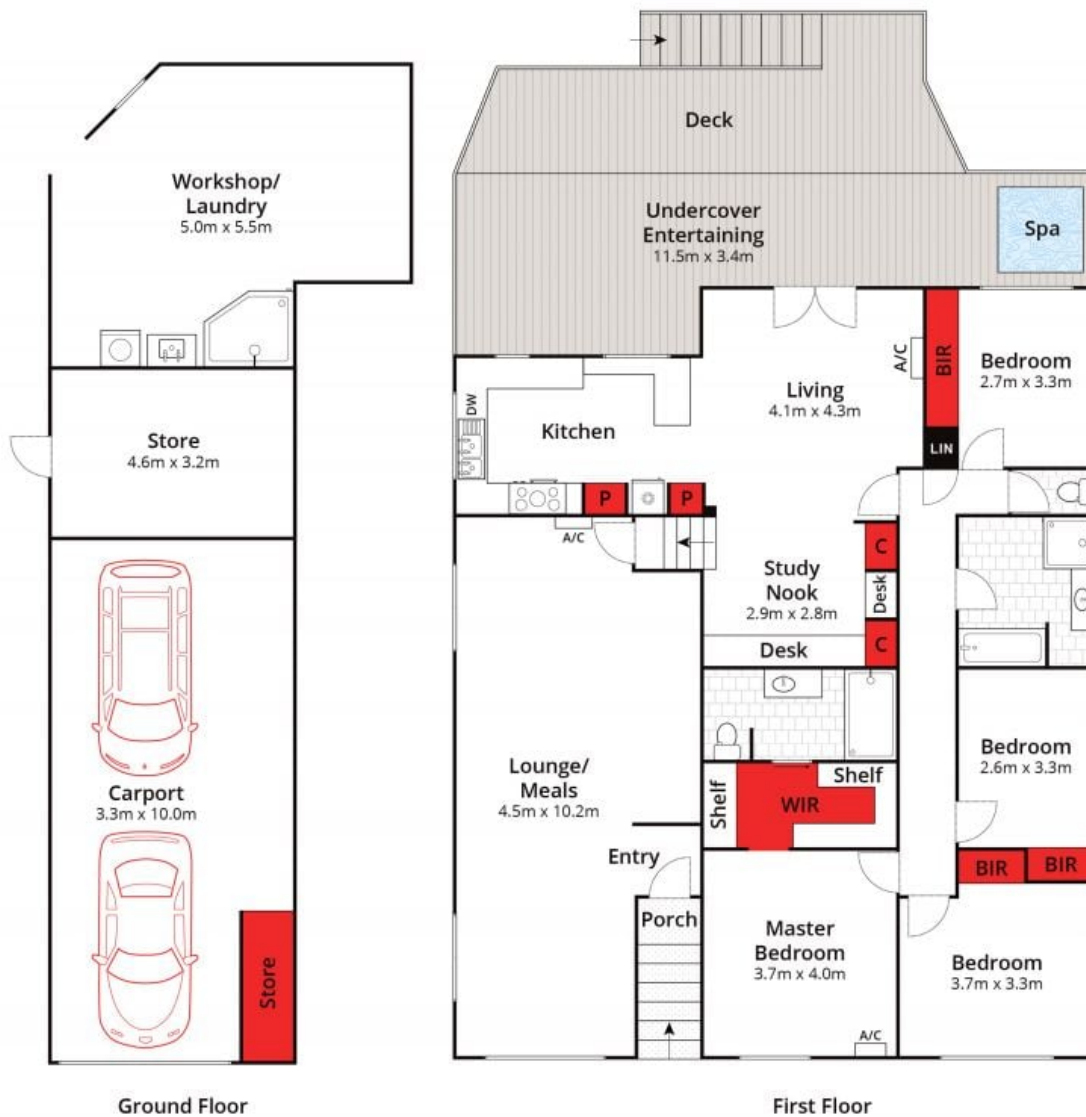 Workshop/
Laundry
5.0m x 5.5m
Store
4.6m x 3.2m
Carport
3.3m x 10.0m
Store
Ground Floor
Deck
Undercover
Entertaining
11.5m x 3.4m
Spa
BIR
A/C
Bedroom
2.7m x 3.3m
Living
4.1m x 4.3m
DW
Kitchen
LIN
P
P
A/C
C
Study
Nook
2.9m x 2.8m
Desk
C
Desk
Lounge/
Meals
4.5m x 10.2m
Shelf
Shelf
WIR
Bedroom
2.6m x 3.3m
Entry
BIR
BIR
Porch
Master
Bedroom
3.7m x 4.0m
Bedroom
3.7m x 3.3m
A/C
First Floor